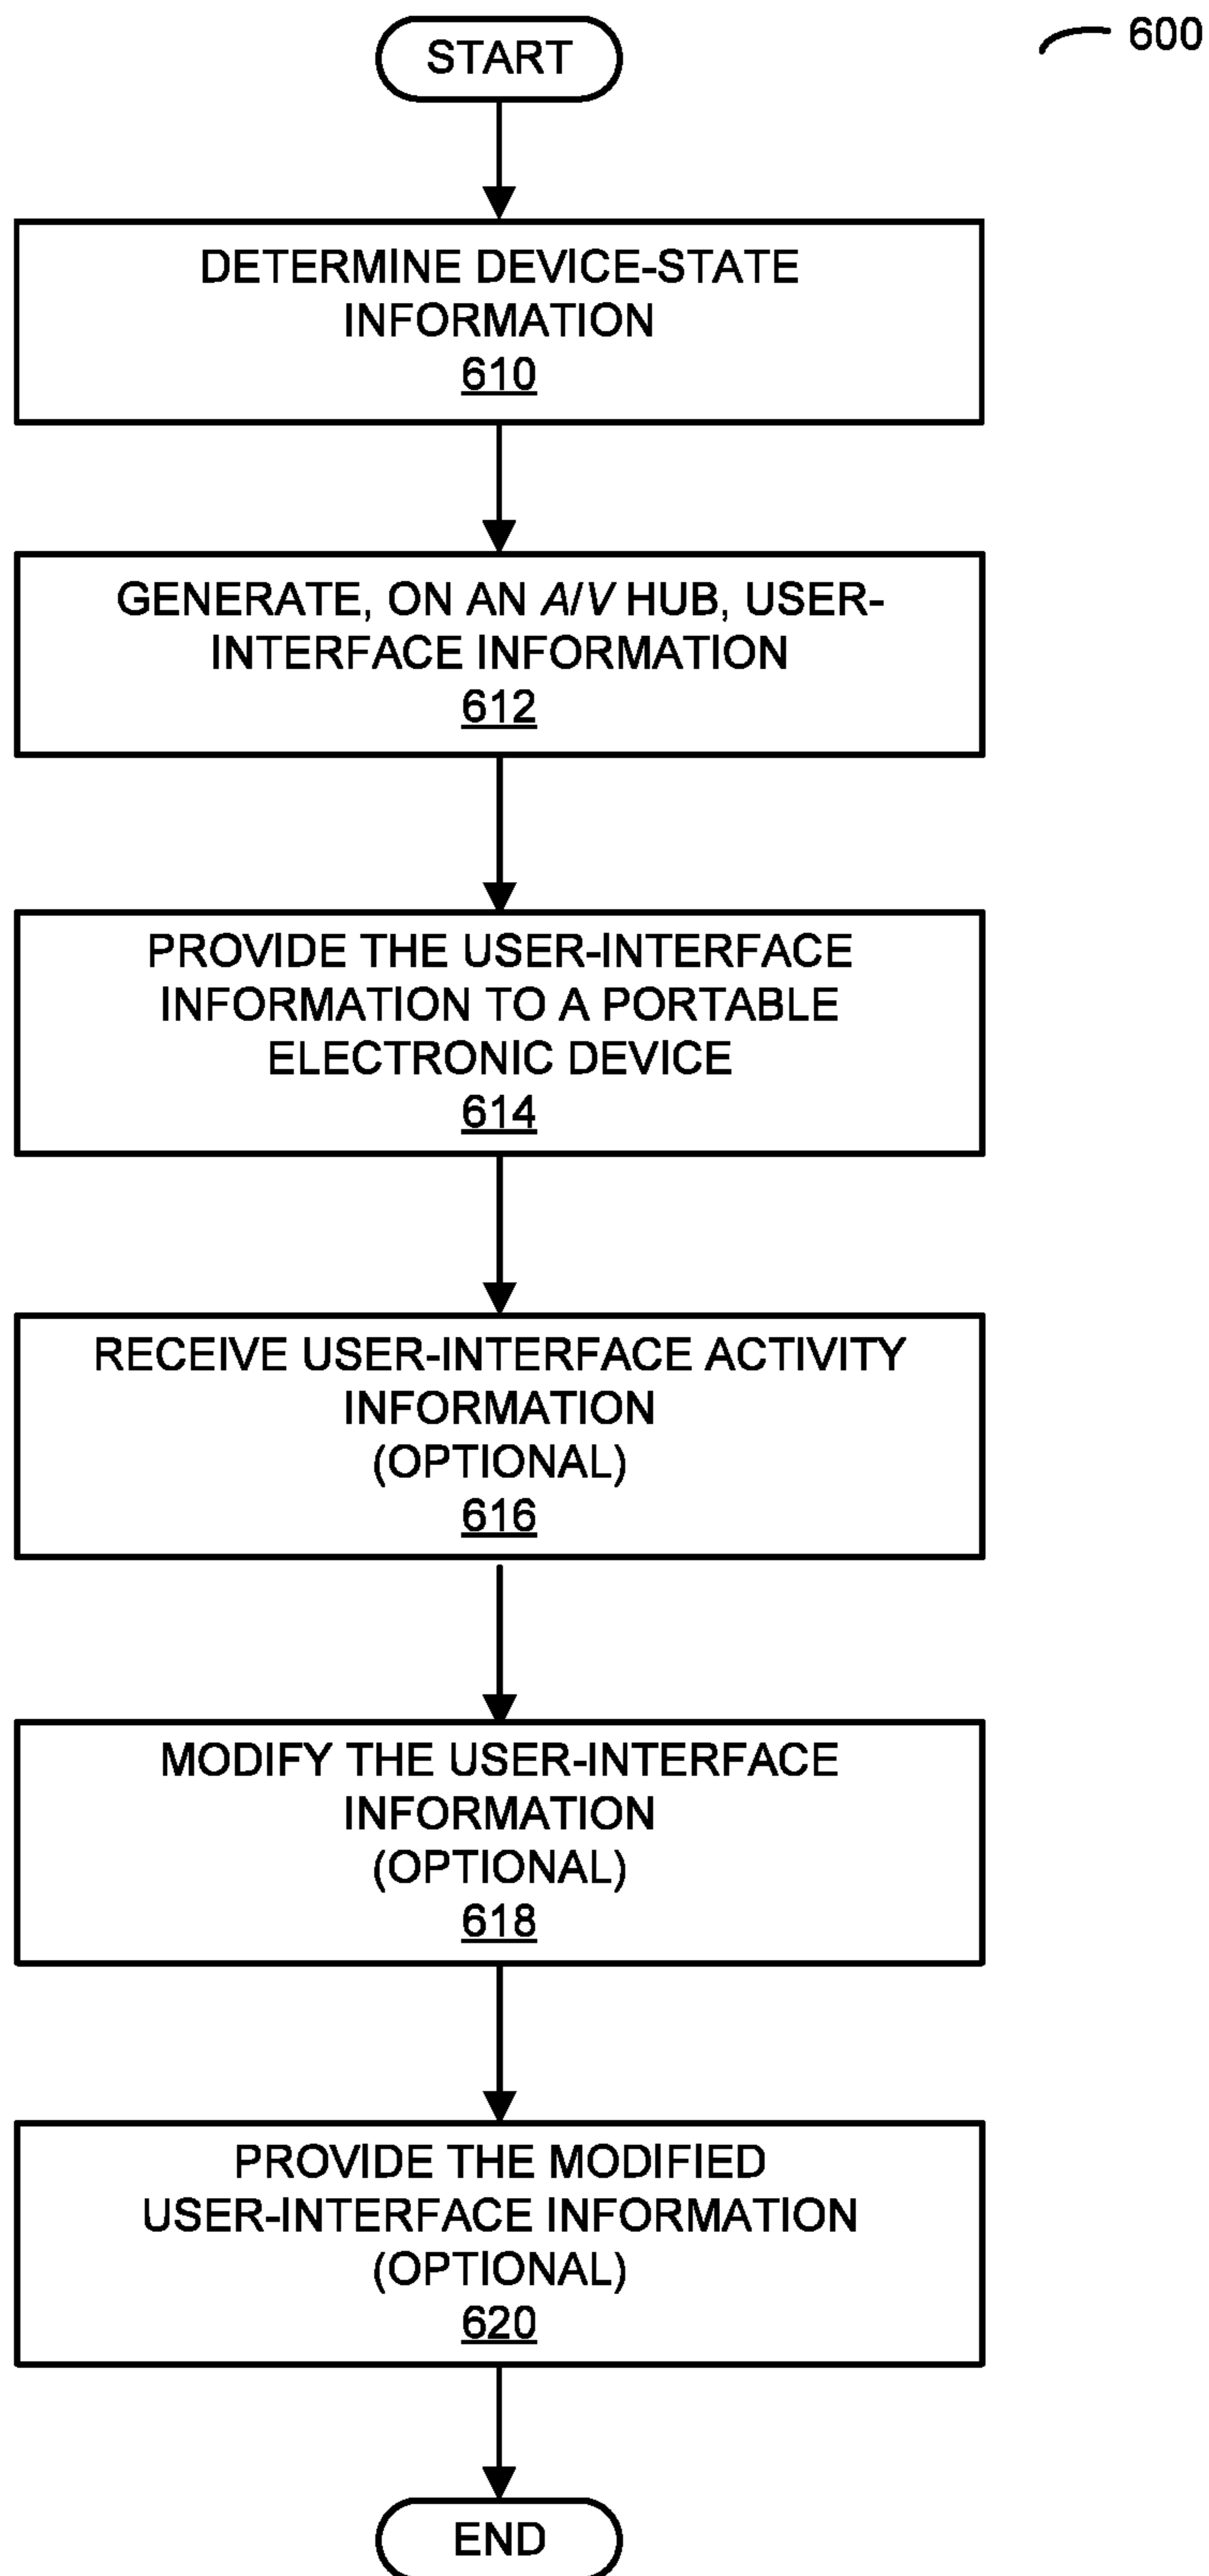 START
600
DETERMINE DEVICE-STATE
INFORMATION
610
GENERATE, ON AN A/V HUB, USER-
INTERFACE INFORMATION
612
PROVIDE THE USER-INTERFACE
INFORMATION TO A PORTABLE
ELECTRONIC DEVICE
614
RECEIVE USER-INTERFACE ACTIVITY
INFORMATION
(OPTIONAL)
616
MODIFY THE USER-INTERFACE
INFORMATION
(OPTIONAL)
618
PROVIDE THE MODIFIED
USER-INTERFACE INFORMATION
(OPTIONAL)
620
END